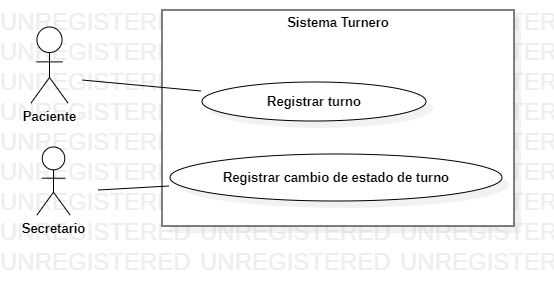 Sistema Turnero
Registrar turno
Paciente
Registrar cambio de estado de turno
Secretario
UNREGISTERED UNREGISTERED UNREGISTERED